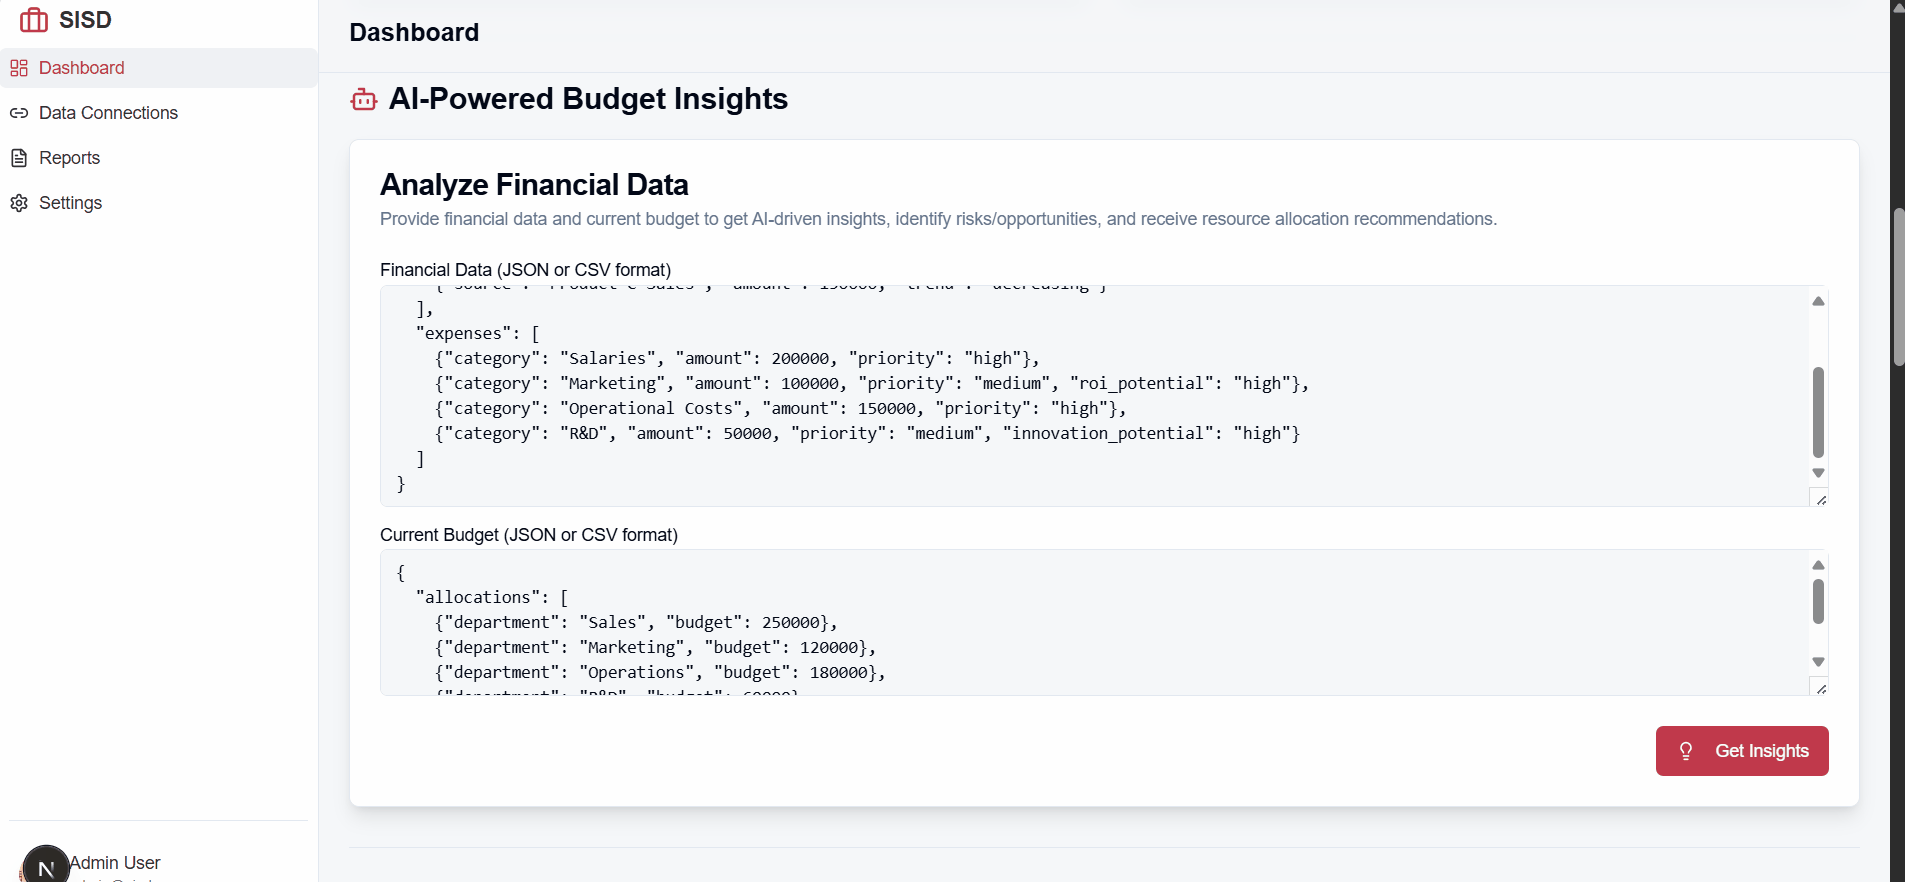 SISD
Dashboard
Data Connections
Reports
Settings
Admin User
N
Dashboard
AI-Powered Budget Insights
Analyze Financial Data
Provide financial data and current budget to get AI-driven insights, identify risks/opportunities, and receive resource allocation recommendations.
Financial Data (JSON or CSV format)
],
"expenses": [
{"category": "Salaries", "amount": 200000, "priority": "high"},
{"category": "Marketing", "amount": 100000, "priority": "medium", "roi_potential": "high"},
{"category": "Operational Costs", "amount": 150000, "priority": "high"},
{"category": "R&D", "amount": 50000, "priority": "medium", "innovation_potential": "high"}
]
}
Current Budget (JSON or CSV format)
{
"allocations": [
{"department": "Sales", "budget": 250000},
{"department": "Marketing", "budget": 120000},
{"department": "Operations", "budget": 180000},
Get Insights